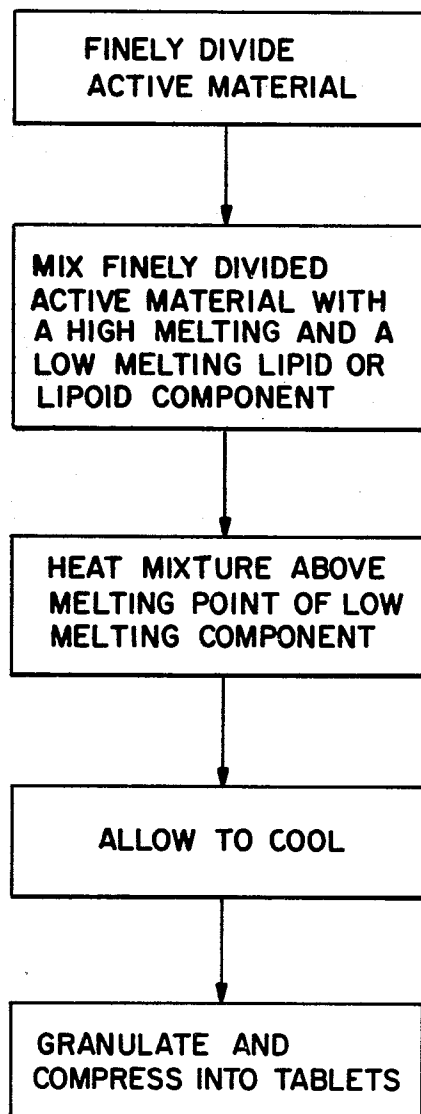 FINELY DIVIDE
ACTIVE MATERIAL
MIX FINELY DIVIDED
ACTIVE MATERIAL WITH
A HIGH MELTING AND A
LOW MELTING LIPID OR
LIPOID COMPONENT
HEAT MIXTURE ABOVE
MELTING POINT OF LOW
MELTING COMPONENT
ALLOW TO COOL
GRANULATE AND
COMPRESS INTO TABLETS